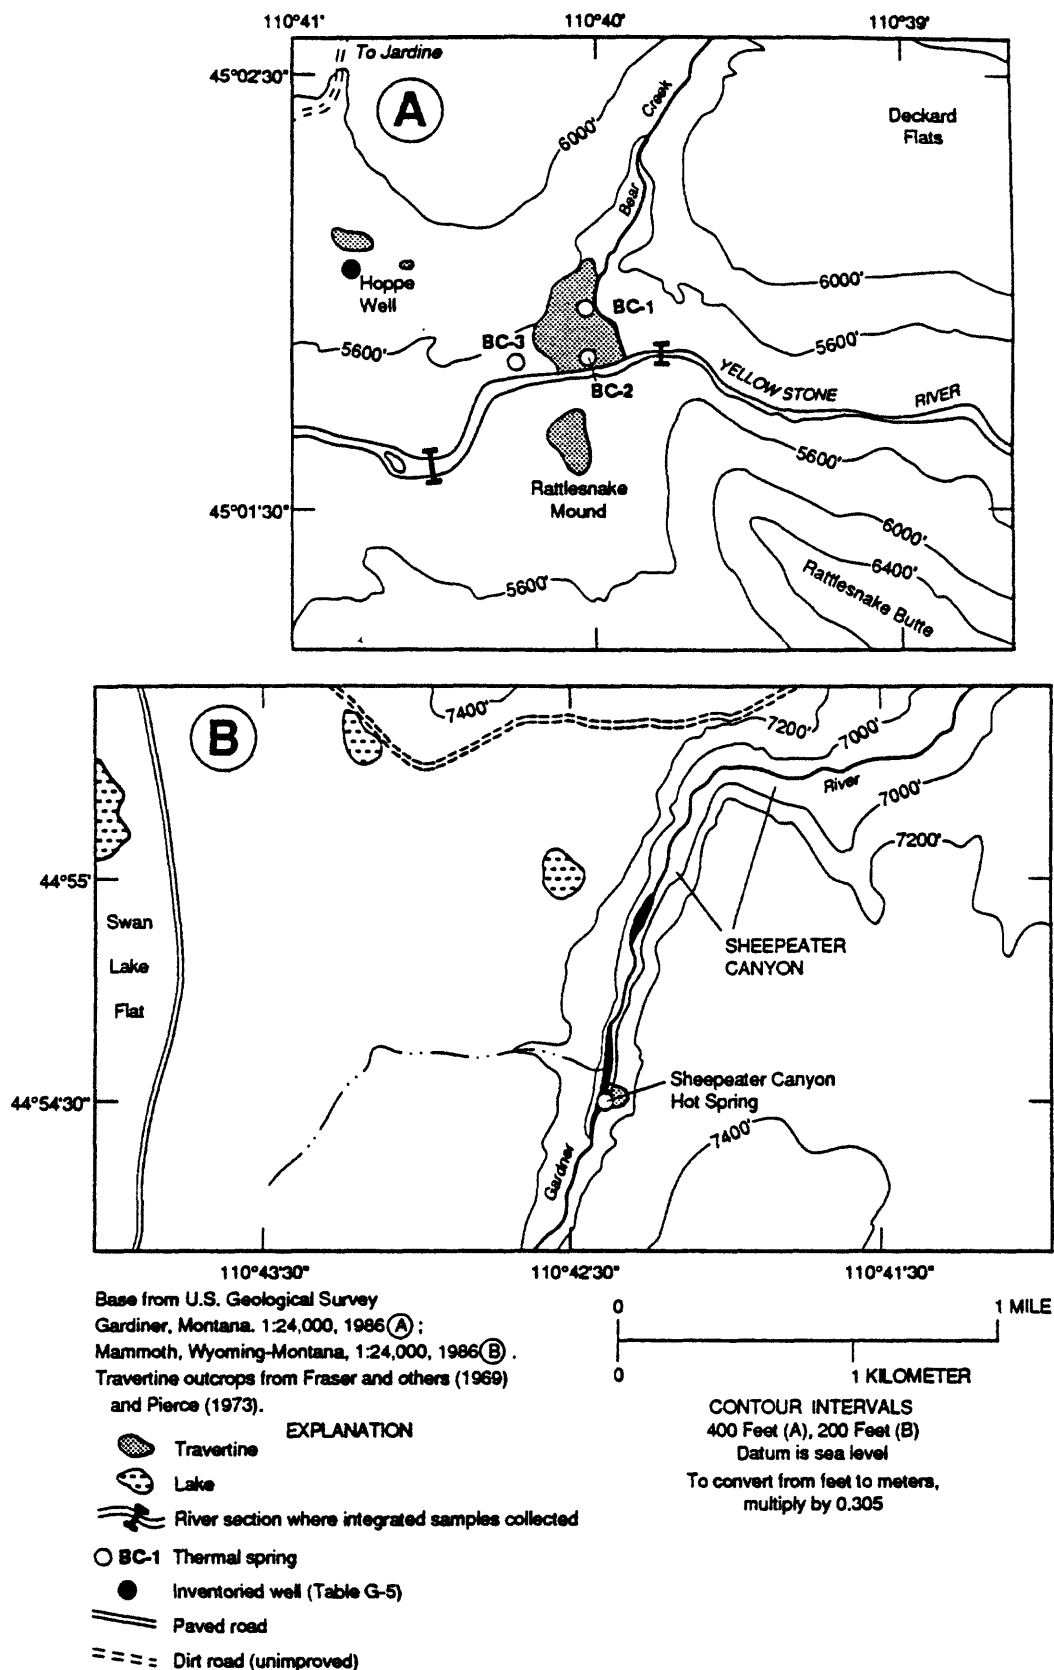 110°41' 110°40' 110°39'
To Jardine
45°02'30"
A
6000'
Creek
Deckard
Flats
Bear
Hoppe
Well
6000'
BC-1
BC-3
5600'
5600'
BC-2
YELLOWSTONE RIVER
5600'
Rattlesnake
Mound
45°01'30"
6000'
6400'
5600'
Rattlesnake Butte
B
7400'
7200'
7000'
River
7000'
7200'
44°55'
Swan
Lake
Flat
SHEEPEATER
CANYON
Sheepeater Canyon
Hot Spring
44°54'30"
7400'
Gardner
110°43'30" 110°42'30" 110°41'30"
Base from U.S. Geological Survey
Gardiner, Montana. 1:24,000, 1986 A ;
Mammoth, Wyoming-Montana, 1:24,000, 1986 B .
Travertine outcrops from Fraser and others (1969)
and Pierce (1973).
0 1 MILE
0 1 KILOMETER
CONTOUR INTERVALS
400 Feet (A), 200 Feet (B)
Datum is sea level
To convert from feet to meters,
multiply by 0.305
EXPLANATION
Travertine
Lake
River section where integrated samples collected
BC-1 Thermal spring
Inventoried well (Table G-5)
Paved road
Dirt road (unimproved)